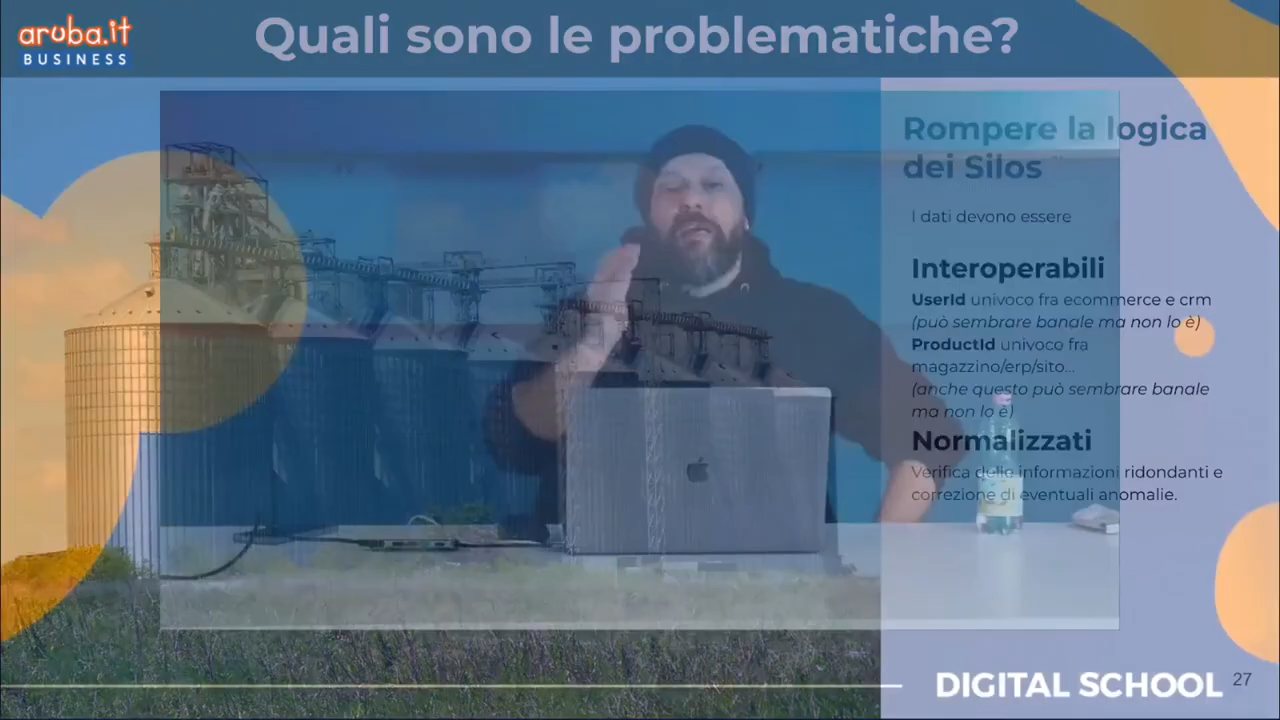 aruba.it
BUSINESS
Quali sono le problematiche?
Rompere la logica
dei Silos
I dati devono essere
Interoperabili
UserId univoco fra ecommerce e crm
(può sembrare banale ma non lo è)
ProductId univoco fra
magazzino/erp/sito...
(anche questo può sembrare banale
ma non lo è)
Normalizzati
Verifica delle informazioni ridondanti e
correzione di eventuali anomalie.
DIGITAL SCHOOL 27